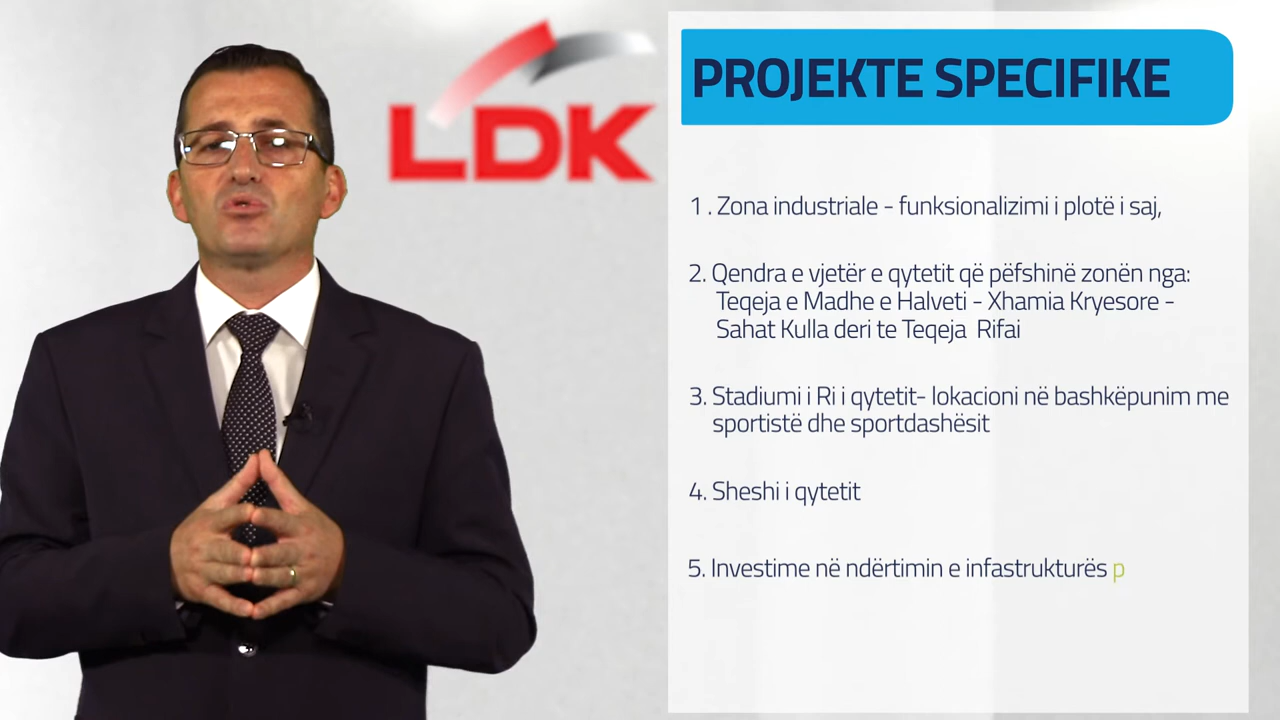 LDK
PROJEKTE SPECIFIKE
1 . Zona industriale - funksionalizimi i plotë i saj,
2. Qendra e vjetër e qytetit që pëfshinë zonën nga:
Teqeja e Madhe e Halveti - Xhamia Kryesore -
Sahat Kulla deri te Teqeja Rifai
3. Stadiumi i Ri i qytetit- lokacioni në bashkëpunim me
sportistë dhe sportdashësit
4. Sheshi i qytetit
5. Investime në ndërtimin e infastrukturës p